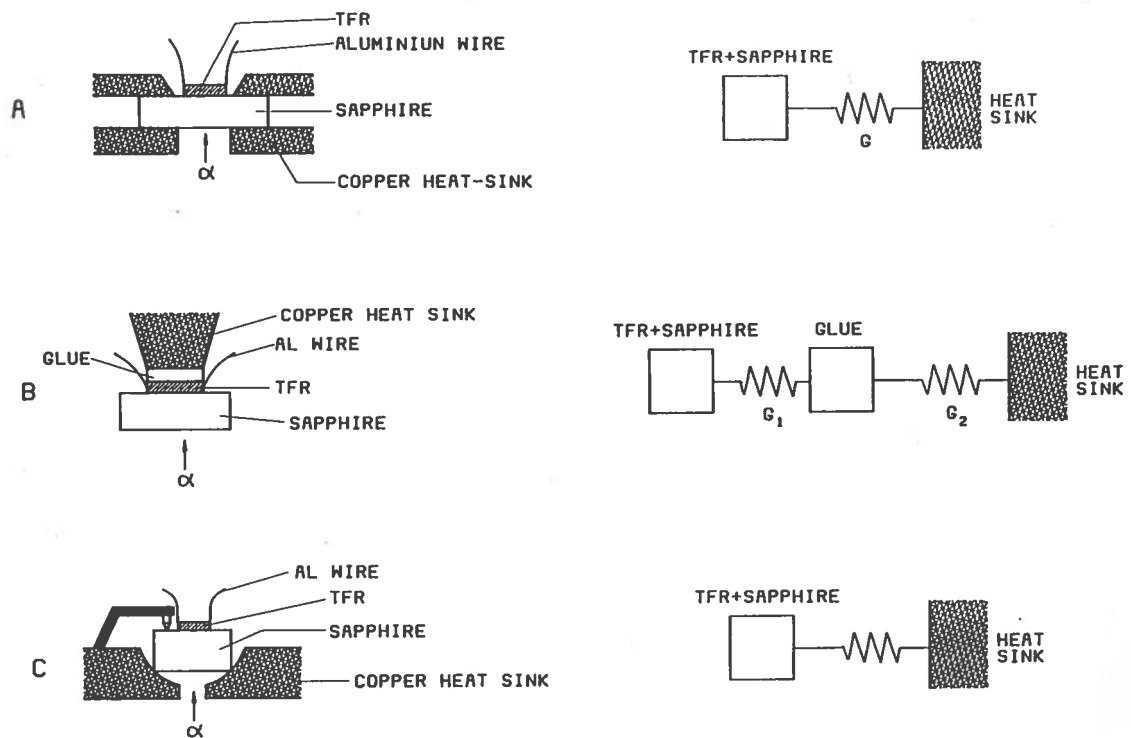 A
TFR
ALUMINIUN WIRE
SAPPHIRE
α
COPPER HEAT-SINK
TFR+SAPPHIRE
G
HEAT
SINK
B
COPPER HEAT SINK
GLUE
AL WIRE
TFR
SAPPHIRE
α
TFR+SAPPHIRE
GLUE
G1
G2
HEAT
SINK
C
AL WIRE
TFR
SAPPHIRE
COPPER HEAT SINK
α
TFR+SAPPHIRE
HEAT
SINK